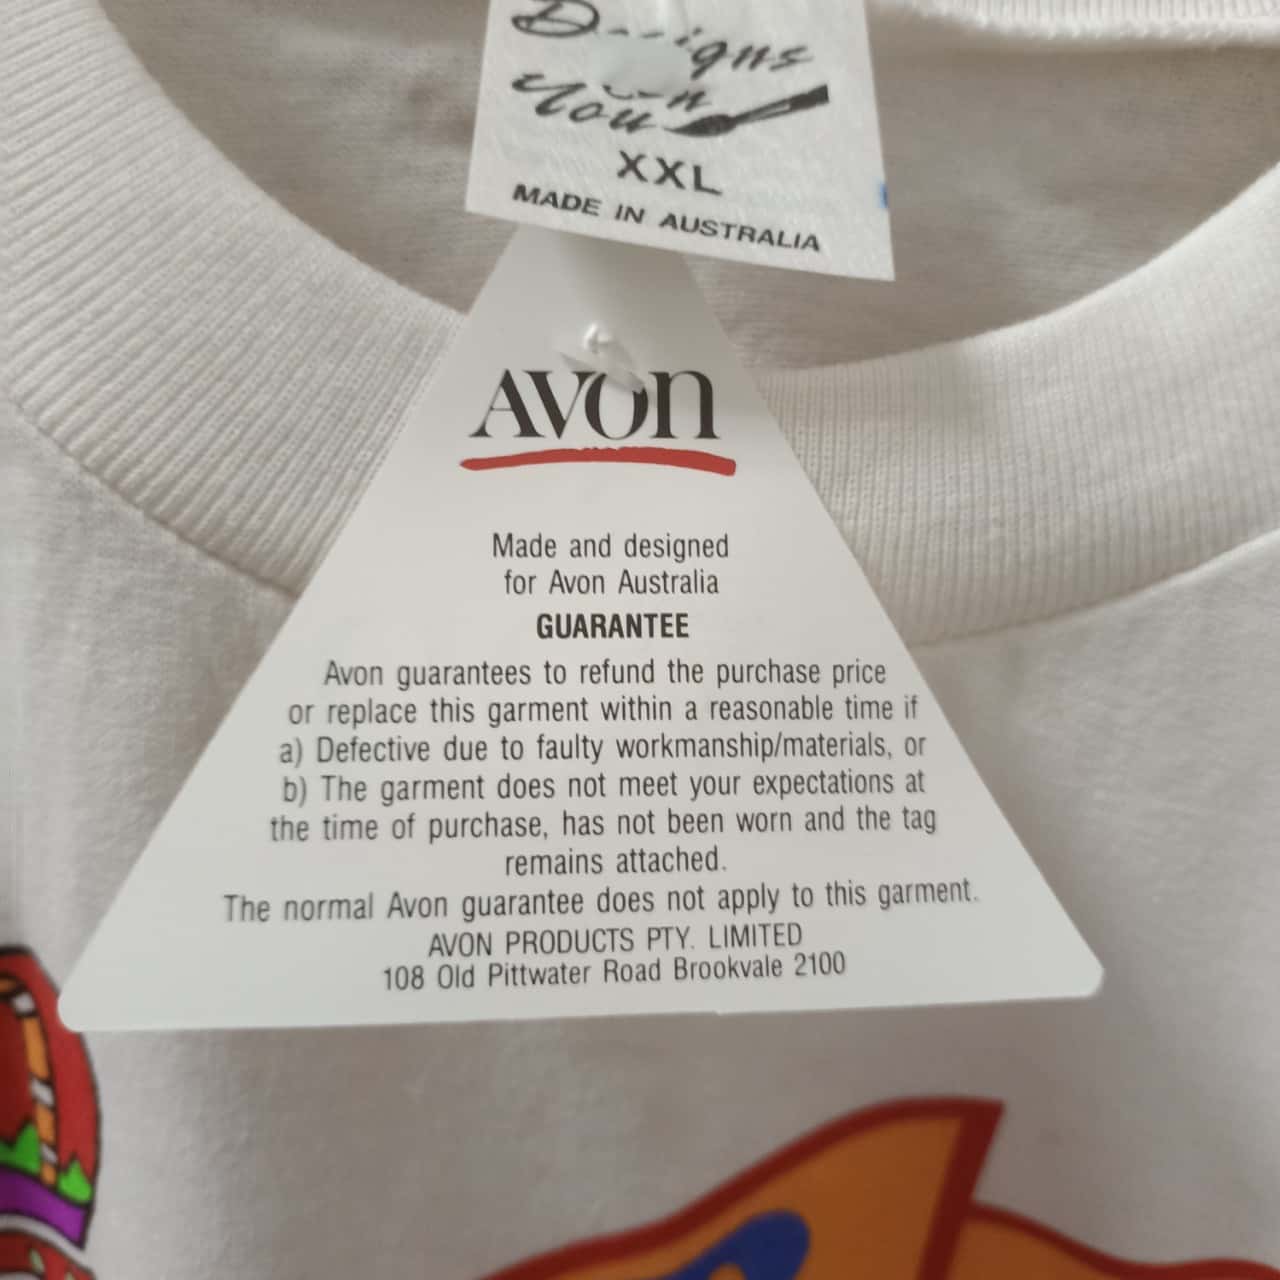 Designs
On
You
XXL
MADE IN AUSTRALIA
AVON
Made and designed
for Avon Australia
GUARANTEE
Avon guarantees to refund the purchase price
or replace this garment within a reasonable time if
a) Defective due to faulty workmanship/materials, or
b) The garment does not meet your expectations at
the time of purchase, has not been worn and the tag
remains attached.
The normal Avon guarantee does not apply to this garment.
AVON PRODUCTS PTY. LIMITED
108 Old Pittwater Road Brookvale 2100